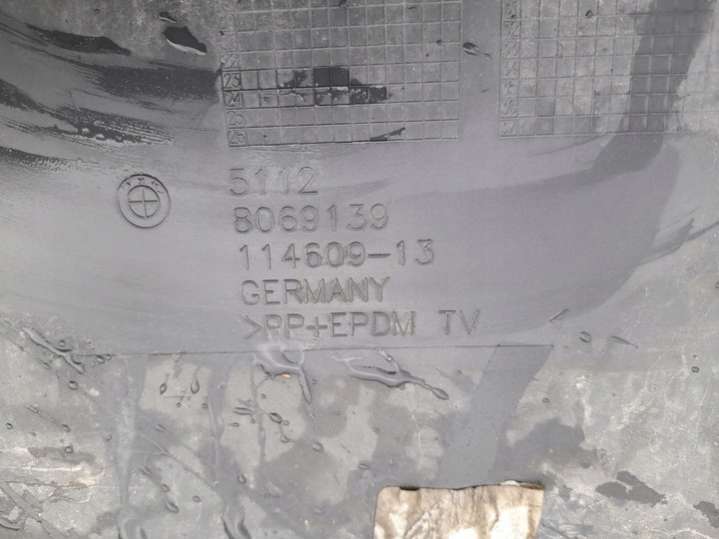 5112
8069139
114609-13
GERMANY
>PP+EPDM TV